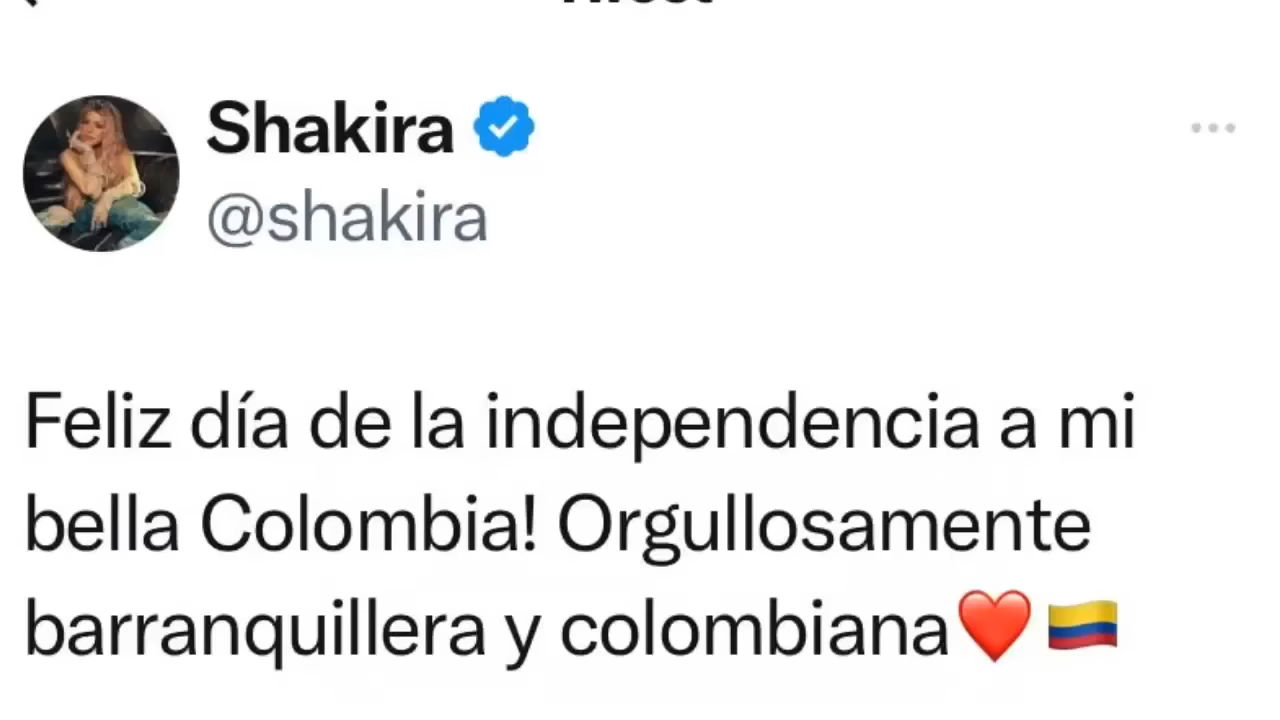 Shakira
@shakira
Feliz día de la independencia a mi
bella Colombia! Orgullosamente
barranquillera y colombiana❤️🇨🇴